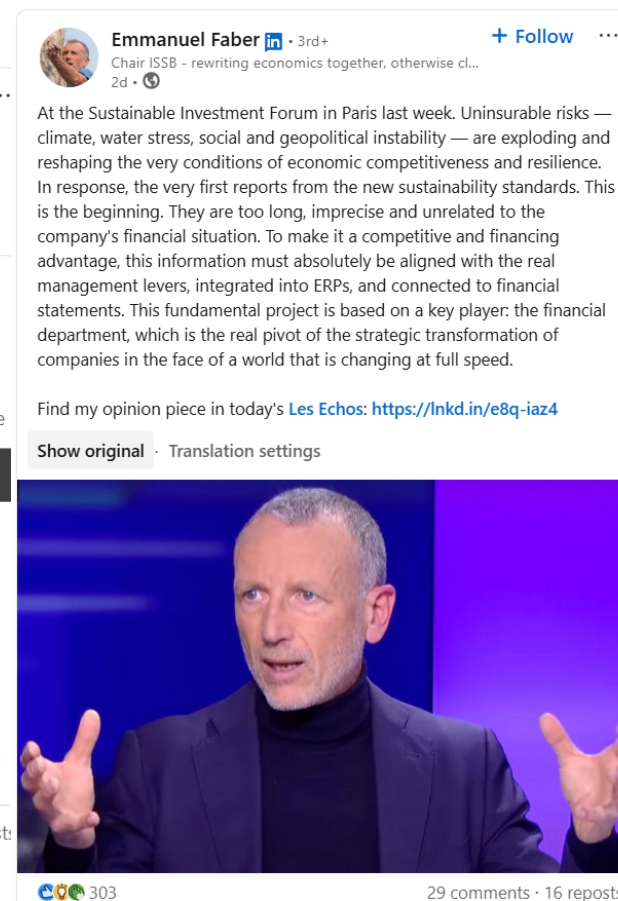 Emmanuel Faber in • 3rd+
+ Follow ...
Chair ISSB - rewriting economics together, otherwise cl...
2d •
At the Sustainable Investment Forum in Paris last week. Uninsurable risks —
climate, water stress, social and geopolitical instability — are exploding and
reshaping the very conditions of economic competitiveness and resilience.
In response, the very first reports from the new sustainability standards. This
is the beginning. They are too long, imprecise and unrelated to the
company's financial situation. To make it a competitive and financing
advantage, this information must absolutely be aligned with the real
management levers, integrated into ERPs, and connected to financial
statements. This fundamental project is based on a key player: the financial
department, which is the real pivot of the strategic transformation of
companies in the face of a world that is changing at full speed.
Find my opinion piece in today's Les Echos: https://lnkd.in/e8q-iaz4
Show original · Translation settings
303
29 comments · 16 reposts